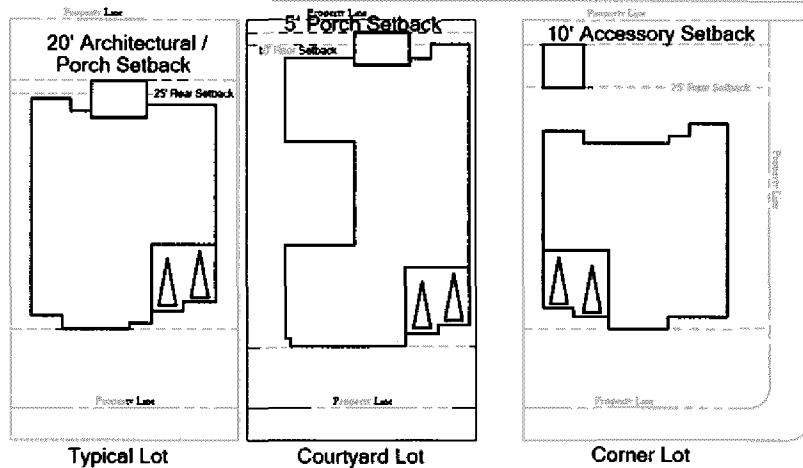 Property Line
20' Architectural /
Porch Setback
25' Rear Setback
Property Line
Typical Lot
Property Line
5' Porch Setback
10' Rear Setback
Property Line
Courtyard Lot
Property Line
10' Accessory Setback
25' Rear Setback
Property Line
Property Line
Corner Lot